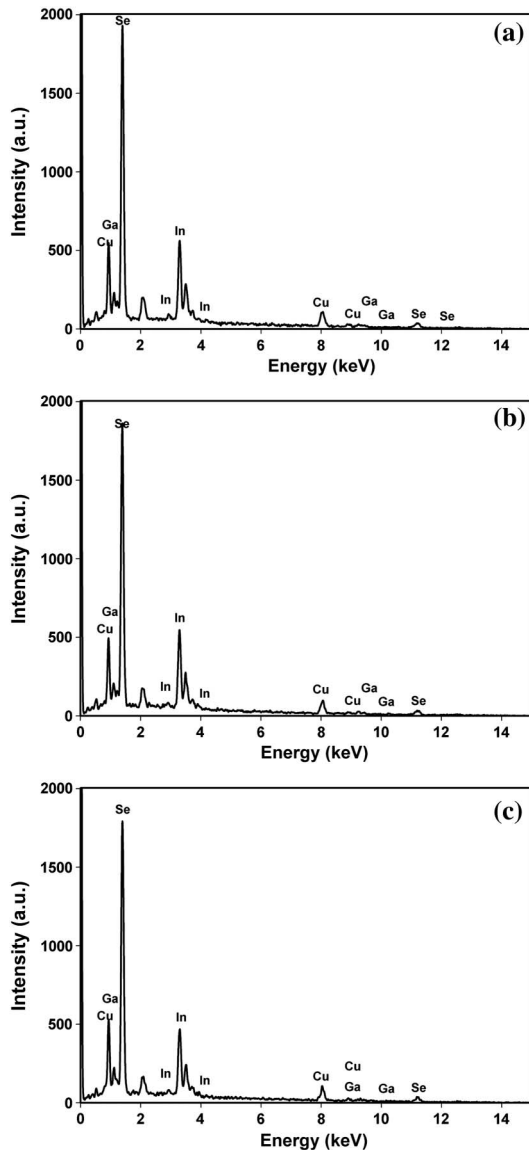 (a)
2000
Se
1500
Intensity (a.u.)
1000
Ga
Cu
In
500
In
In
Cu
Cu
Ga
Ga
Se
Se
0
0 2 4 6 8 10 12 14
Energy (keV)
(b)
2000
Se
1500
Intensity (a.u.)
1000
Ga
Cu
In
500
In
In
Cu
Cu
Ga
Ga
Se
0
0 2 4 6 8 10 12 14
Energy (keV)
(c)
2000
Se
1500
Intensity (a.u.)
1000
Ga
Cu
In
500
In
In
Cu
Cu
Ga
Ga
Se
0
0 2 4 6 8 10 12 14
Energy (keV)